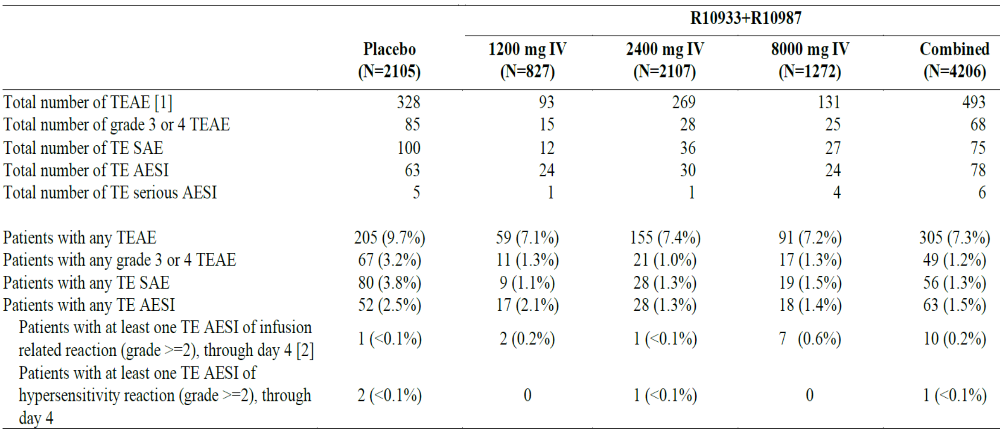 R10933+R10987
Placebo 1200 mg IV 2400 mg IV 8000 mg IV Combined
(N=2105) (N=827) (N=2107) (N=1272) (N=4206)
Total number of TEAE [1] 328 93 269 131 493
Total number of grade 3 or 4 TEAE 85 15 28 25 68
Total number of TE SAE 100 12 36 27 75
Total number of TE AESI 63 24 30 24 78
Total number of TE serious AESI 5 1 1 4 6
Patients with any TEAE 205 (9.7%) 59 (7.1%) 155 (7.4%) 91 (7.2%) 305 (7.3%)
Patients with any grade 3 or 4 TEAE 67 (3.2%) 11 (1.3%) 21 (1.0%) 17 (1.3%) 49 (1.2%)
Patients with any TE SAE 80 (3.8%) 9 (1.1%) 28 (1.3%) 19 (1.5%) 56 (1.3%)
Patients with any TE AESI 52 (2.5%) 17 (2.1%) 28 (1.3%) 18 (1.4%) 63 (1.5%)
Patients with at least one TE AESI of infusion
related reaction (grade >=2), through day 4 [2] 1 (<0.1%) 2 (0.2%) 1 (<0.1%) 7 (0.6%) 10 (0.2%)
Patients with at least one TE AESI of
hypersensitivity reaction (grade >=2), through 2 (<0.1%) 0 1 (<0.1%) 0 1 (<0.1%)
day 4